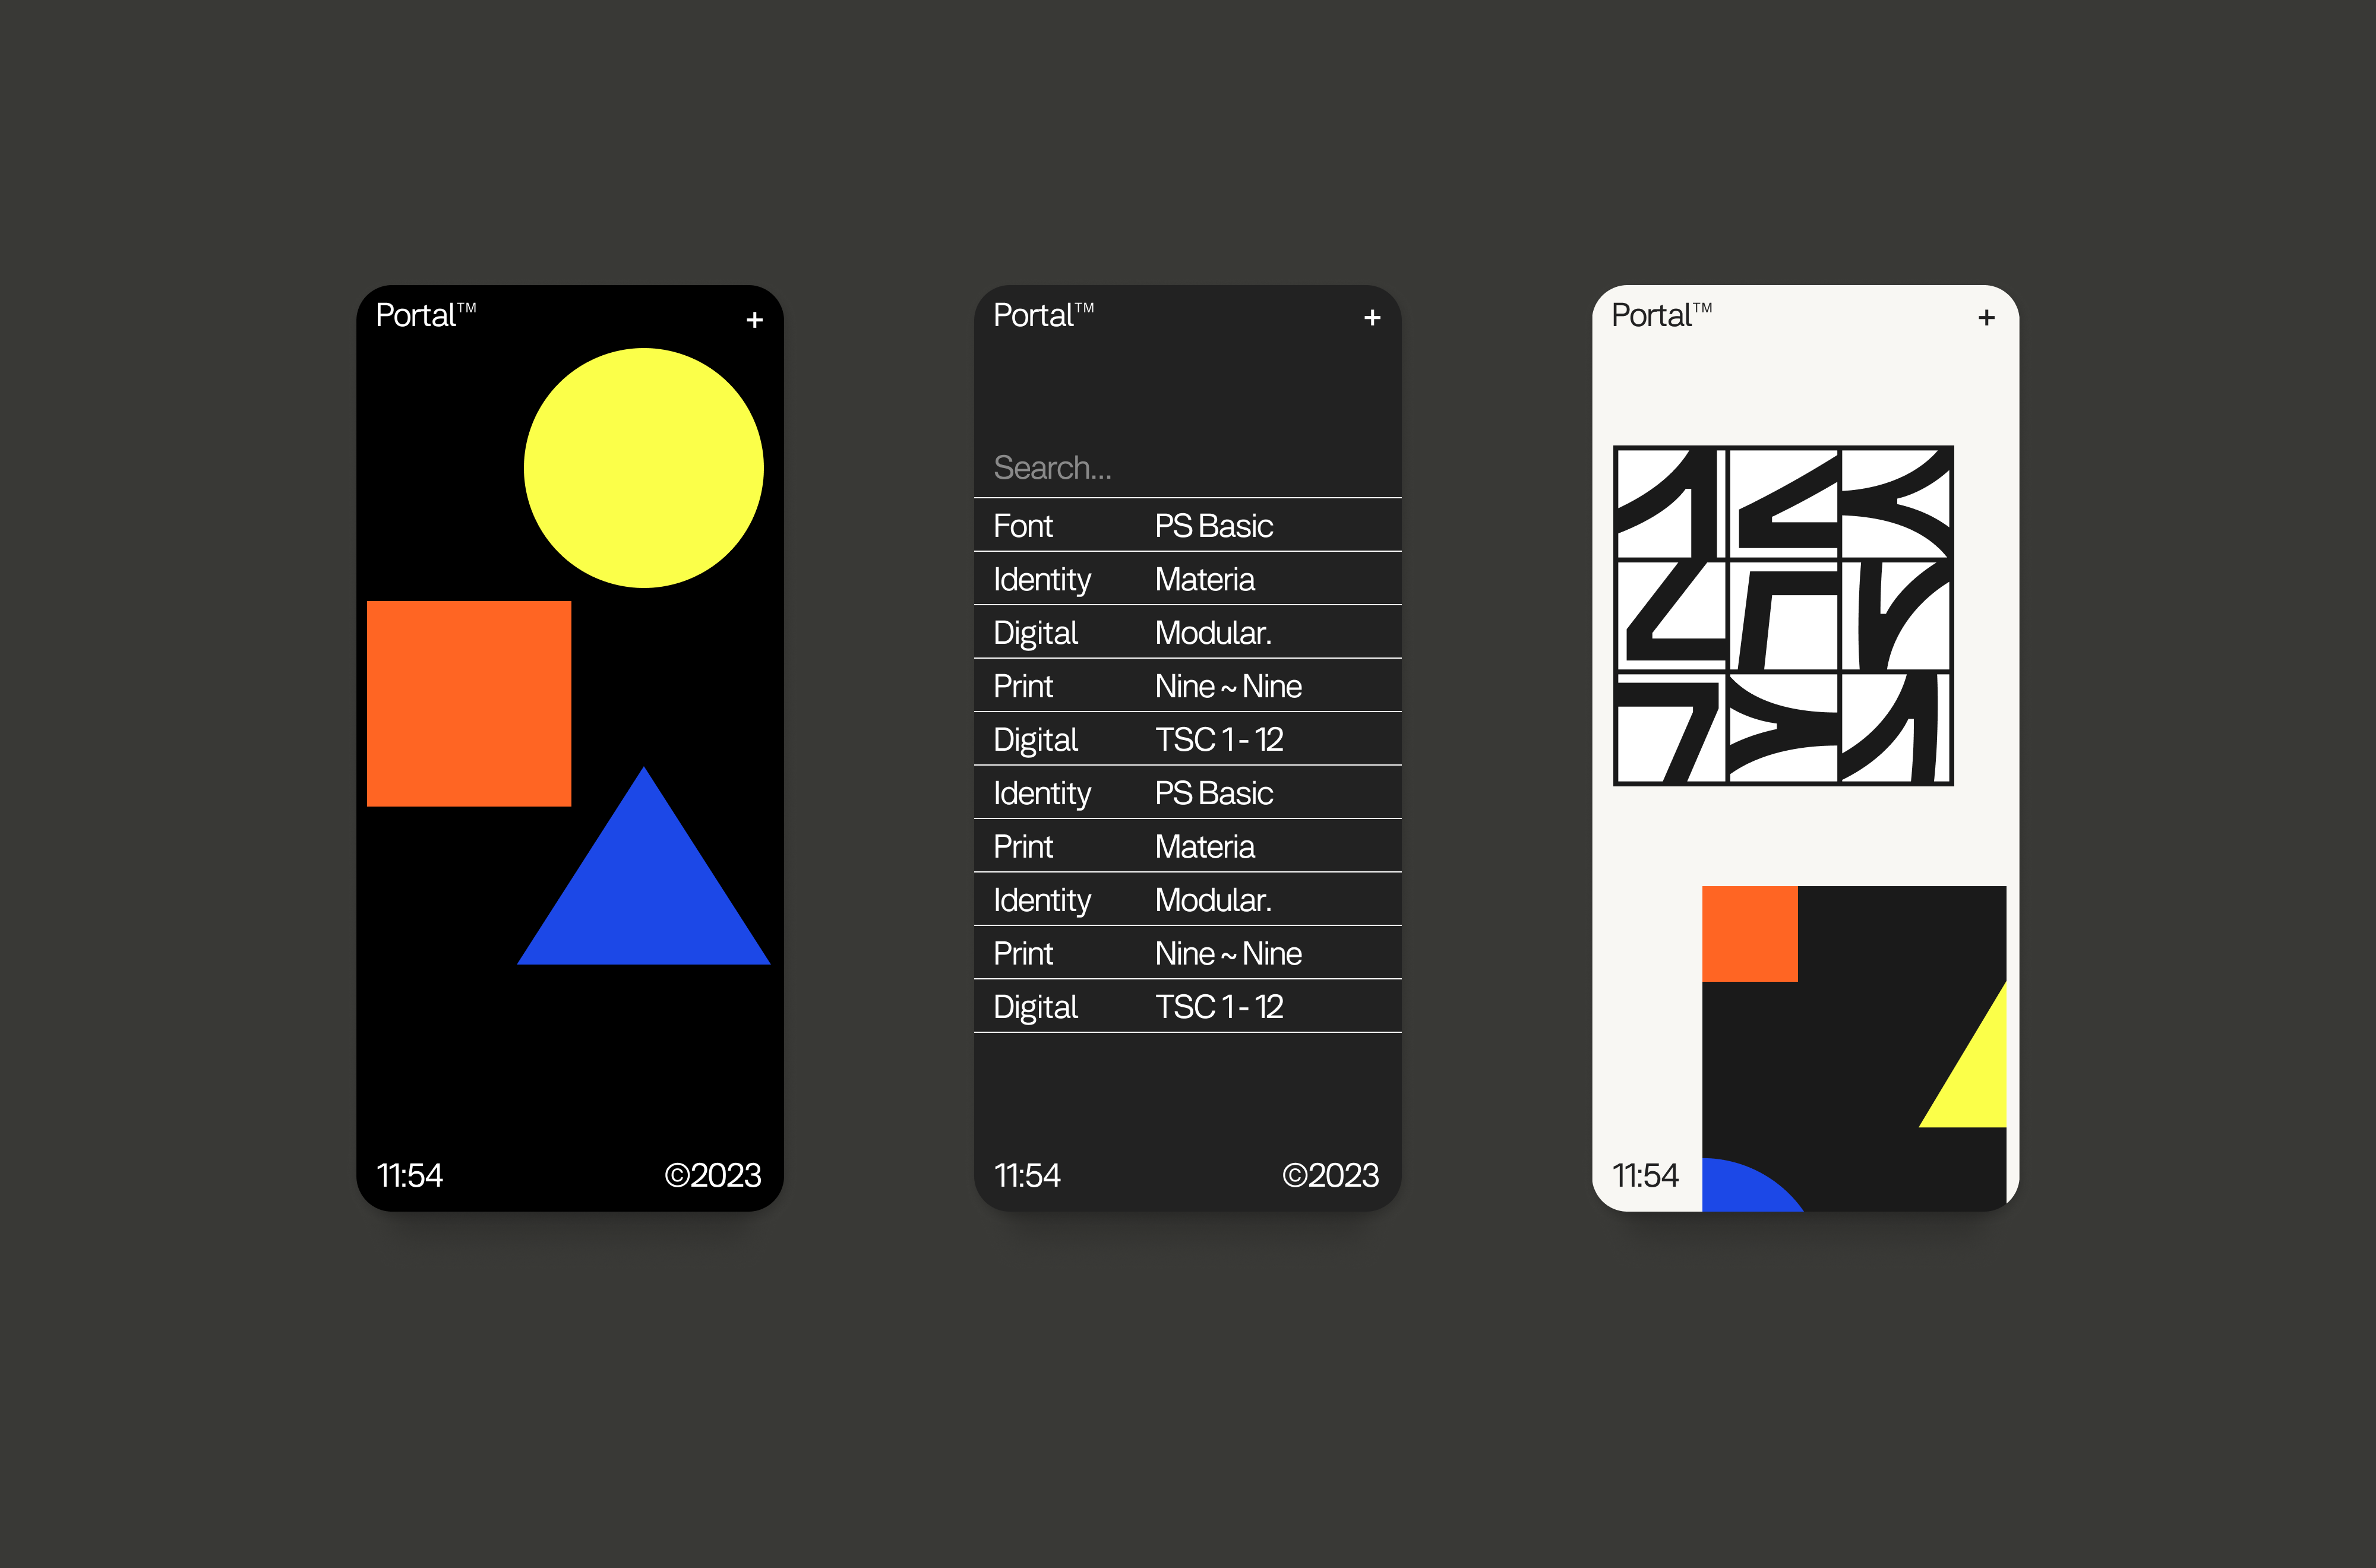 Portal™
+
11:54
©2023
Portal™
+
Search...
Font PS Basic
Identity Materia
Digital Modular.
Print Nine ~ Nine
Digital TSC 1 - 12
Identity PS Basic
Print Materia
Identity Modular.
Print Nine ~ Nine
Digital TSC 1 - 12
11:54
©2023
Portal™
+
11:54